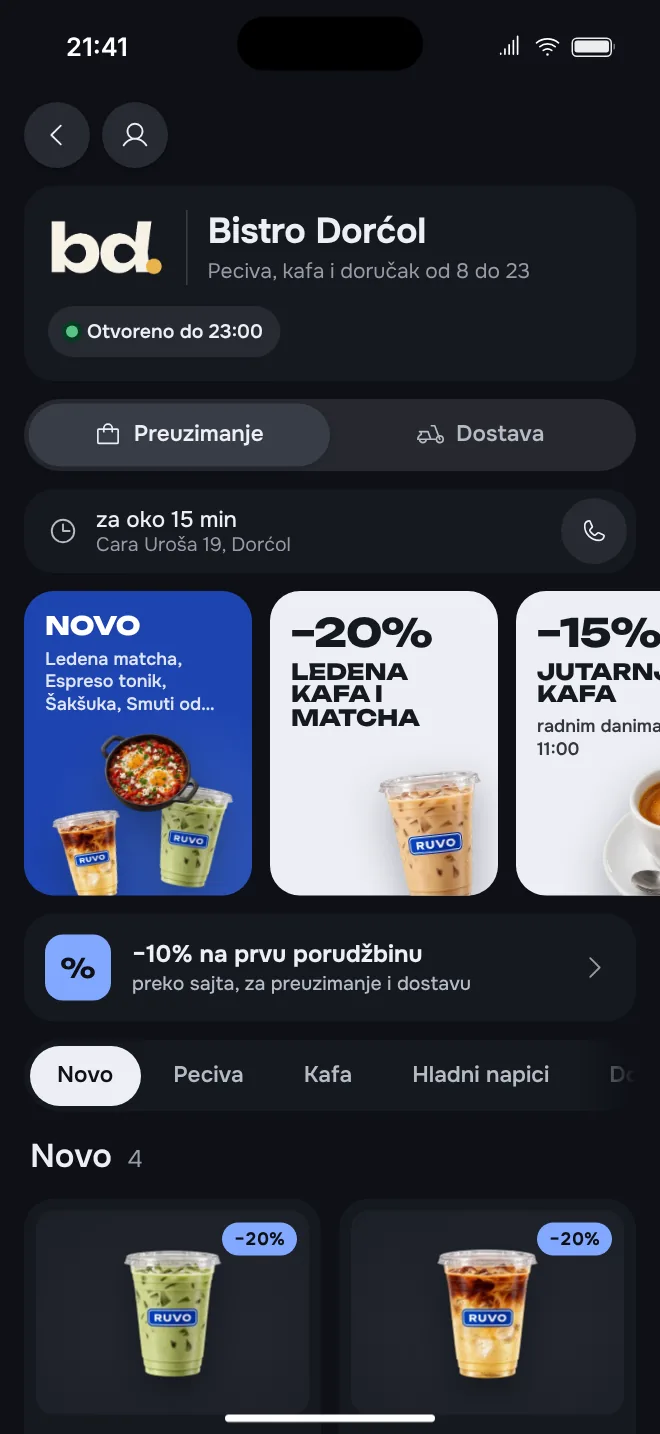 21:41
bd.
Bistro Dorćol
Peciva, kafa i doručak od 8 do 23
Otvoreno do 23:00
Preuzimanje
Dostava
za oko 15 min
Cara Uroša 19, Dorćol
NOVO
Ledena matcha,
Espreso tonik,
Šakšuka, Smuti od...
RUVO
RUVO
−20%
LEDENA
KAFA I
MATCHA
RUVO
−15%
JUTARNJ
KAFA
radnim danima
11:00
%
−10% na prvu porudžbinu
preko sajta, za preuzimanje i dostavu
Novo
Peciva
Kafa
Hladni napici
Do
Novo 4
−20%
RUVO
−20%
RUVO